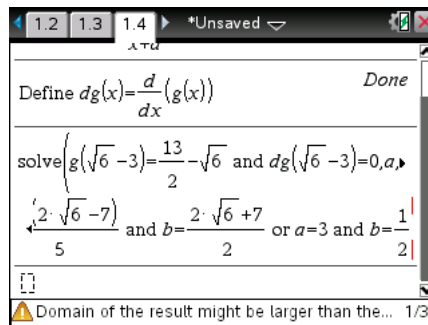 1.2 1.3 1.4 *Unsaved
x+a
Define dg(x)=d/dx(g(x)) Done
solve(g(√6−3)=13/2−√6 and dg(√6−3)=0,a,▸
◂(2·√6−7)/5 and b=(2·√6+7)/2 or a=3 and b=1/2
Domain of the result might be larger than the... 1/3